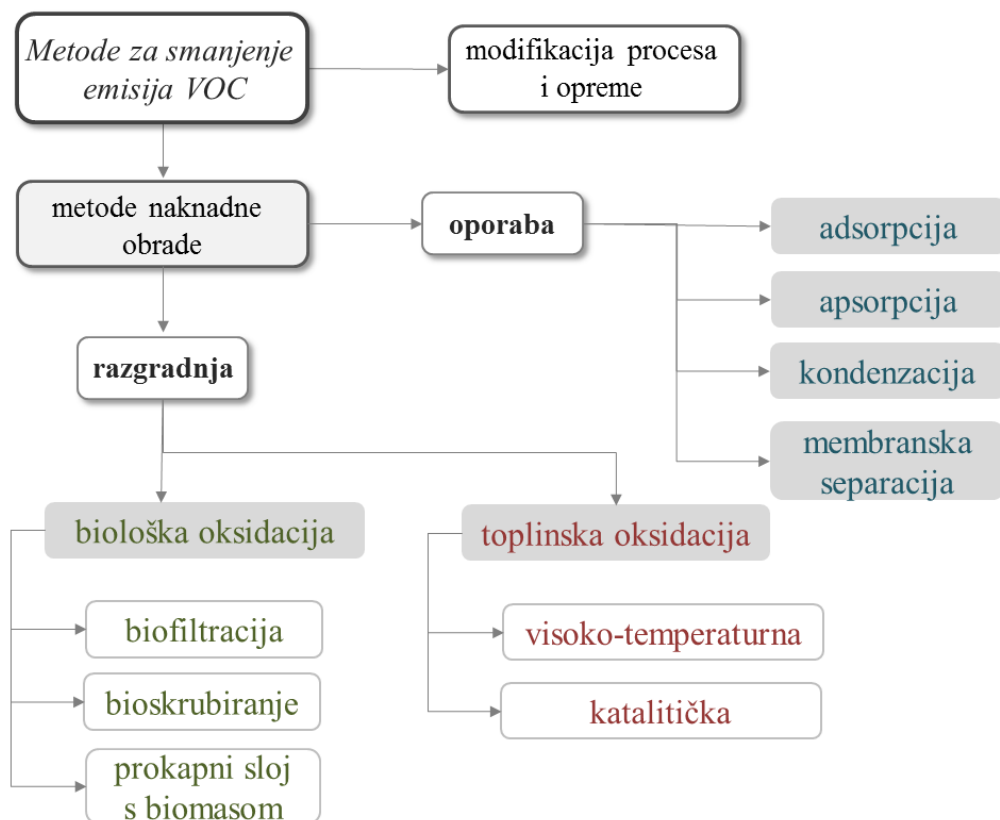 Metode za smanjenje
emisija VOC
modifikacija procesa
i opreme
metode naknadne
obrade
oporaba
adsorpcija
apsorpcija
kondenzacija
membranska
separacija
razgradnja
biološka oksidacija
toplinska oksidacija
biofiltracija
bioskrubiranje
prokapni sloj
s biomasom
visoko-temperaturna
katalitička